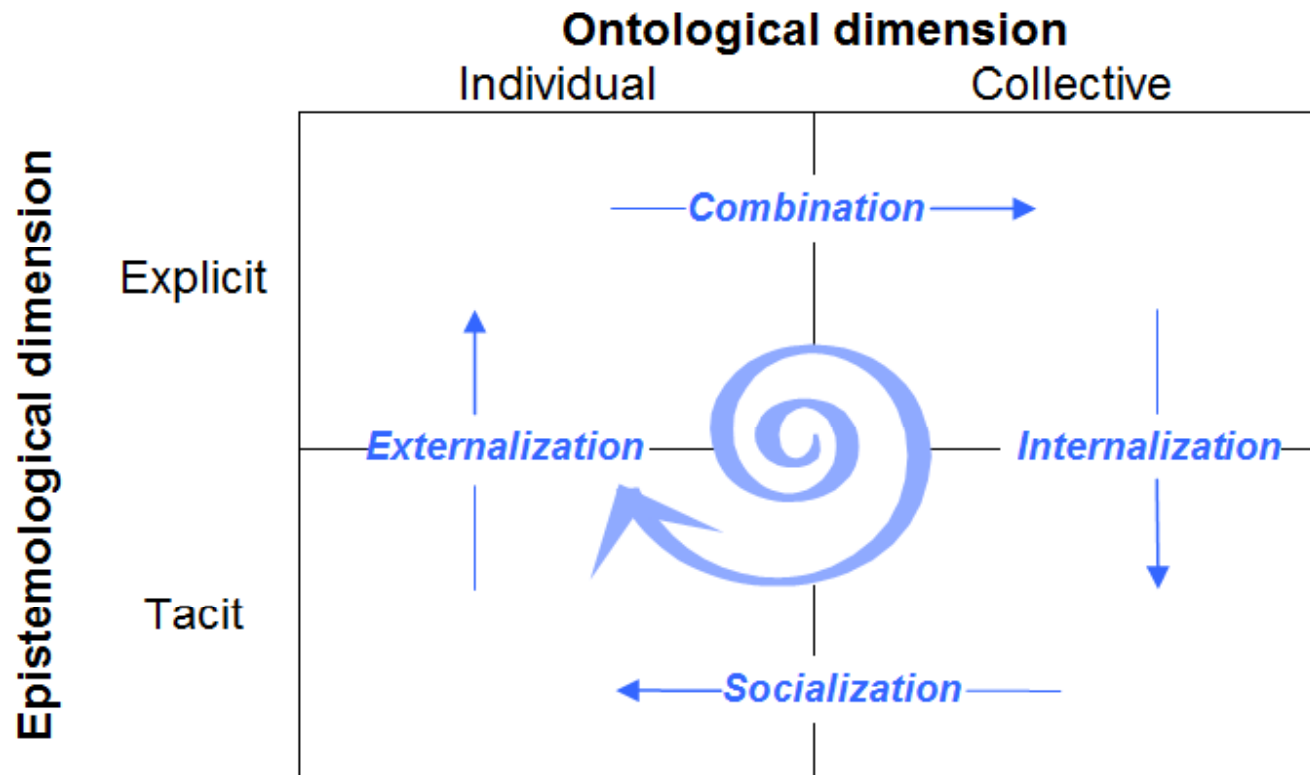 Ontological dimension
Individual Collective
Epistemological dimension
Combination
Explicit
Externalization Internalization
Tacit
Socialization